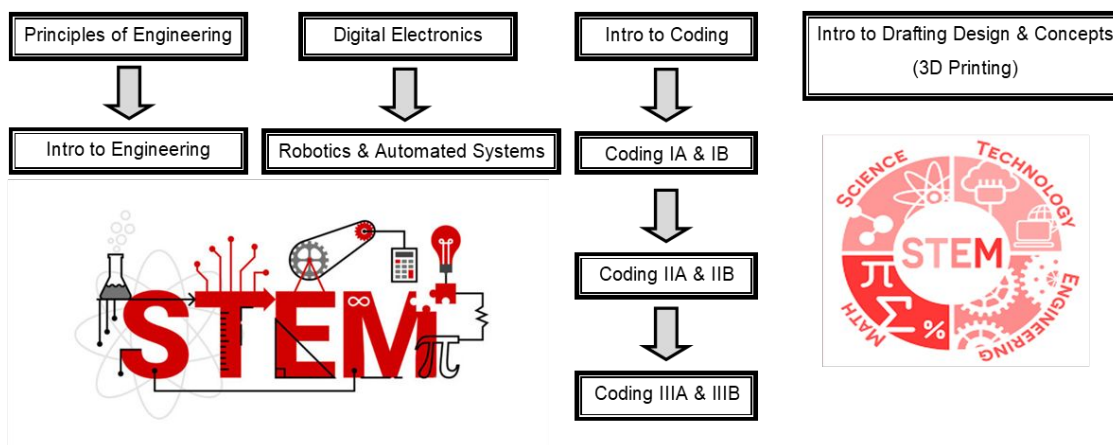 Principles of Engineering
Digital Electronics
Intro to Coding
Intro to Drafting Design & Concepts
(3D Printing)
Intro to Engineering
Robotics & Automated Systems
Coding IA & IB
Coding IIA & IIB
Coding IIIA & IIIB
STEM
∞
π
SCIENCE
TECHNOLOGY
ENGINEERING
MATH
STEM
π
Σ
%